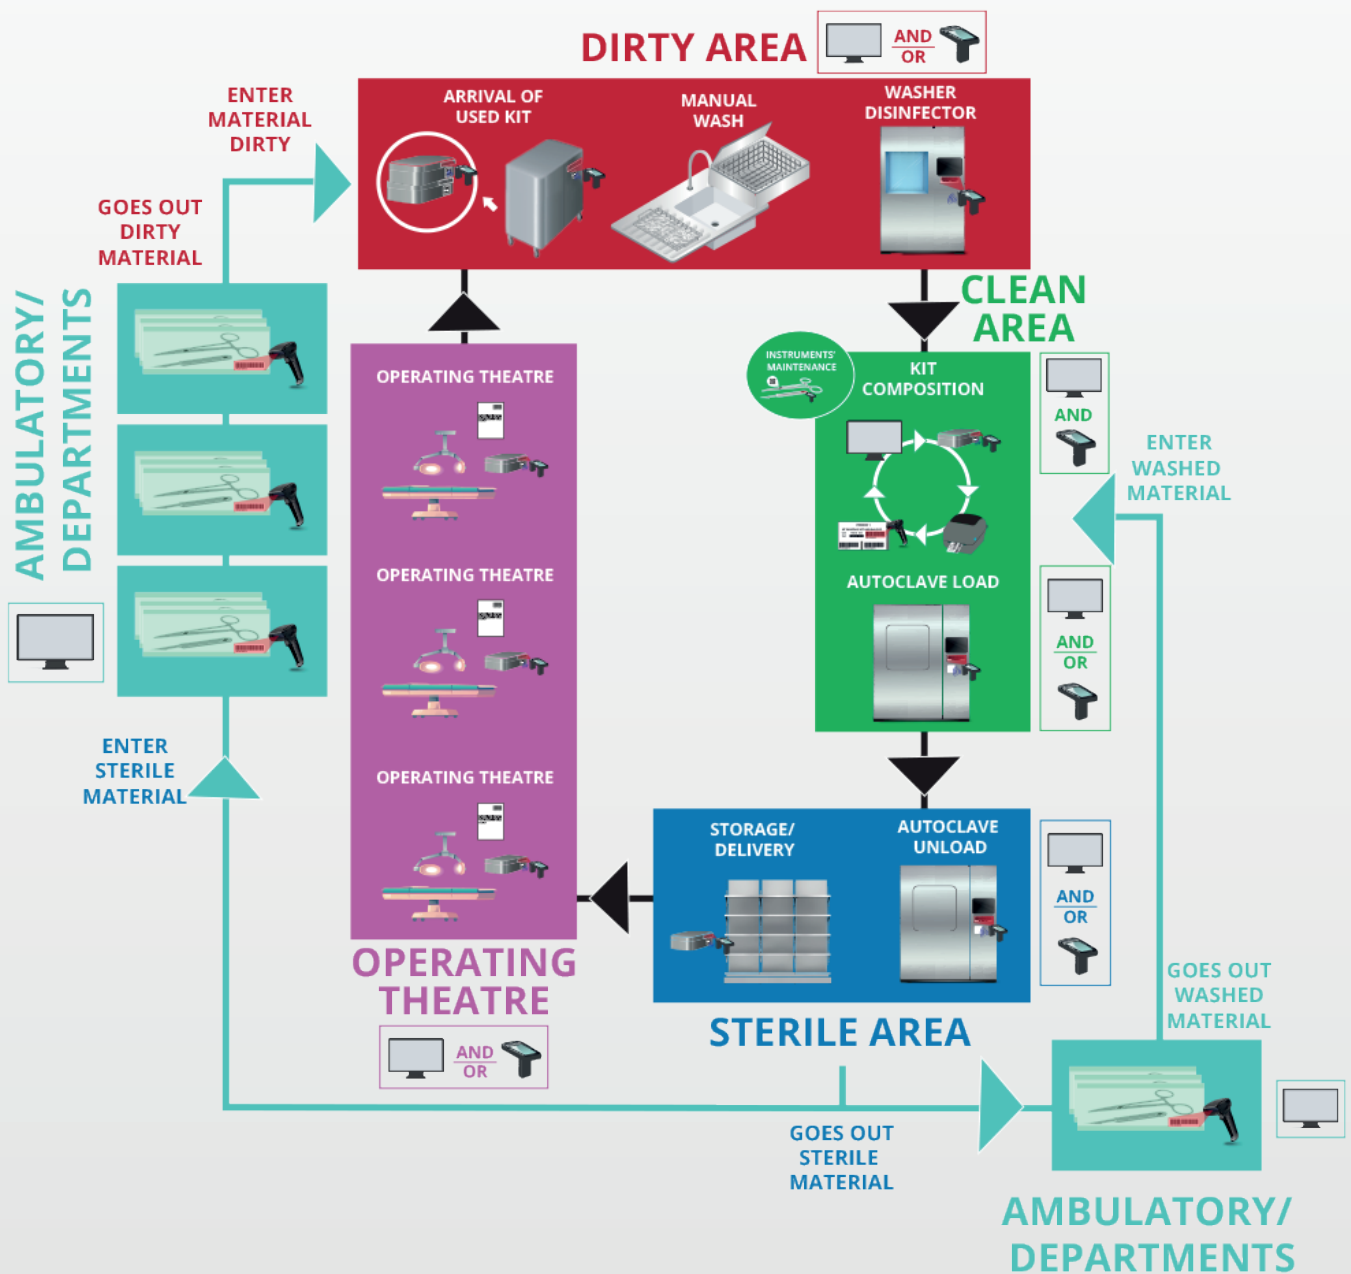 DIRTY AREA
AND
OR
ENTER
MATERIAL
DIRTY
ARRIVAL OF
USED KIT
MANUAL
WASH
WASHER
DISINFECTOR
GOES OUT
DIRTY
MATERIAL
AMBULATORY/
DEPARTMENTS
CLEAN
AREA
INSTRUMENTS'
MAINTENANCE
KIT
COMPOSITION
AND
ENTER
WASHED
MATERIAL
OPERATING THEATRE
OPERATING THEATRE
OPERATING THEATRE
AUTOCLAVE LOAD
AND
OR
ENTER
STERILE
MATERIAL
STORAGE/
DELIVERY
AUTOCLAVE
UNLOAD
AND
OR
OPERATING
THEATRE
AND
OR
STERILE AREA
GOES OUT
WASHED
MATERIAL
GOES OUT
STERILE
MATERIAL
AMBULATORY/
DEPARTMENTS